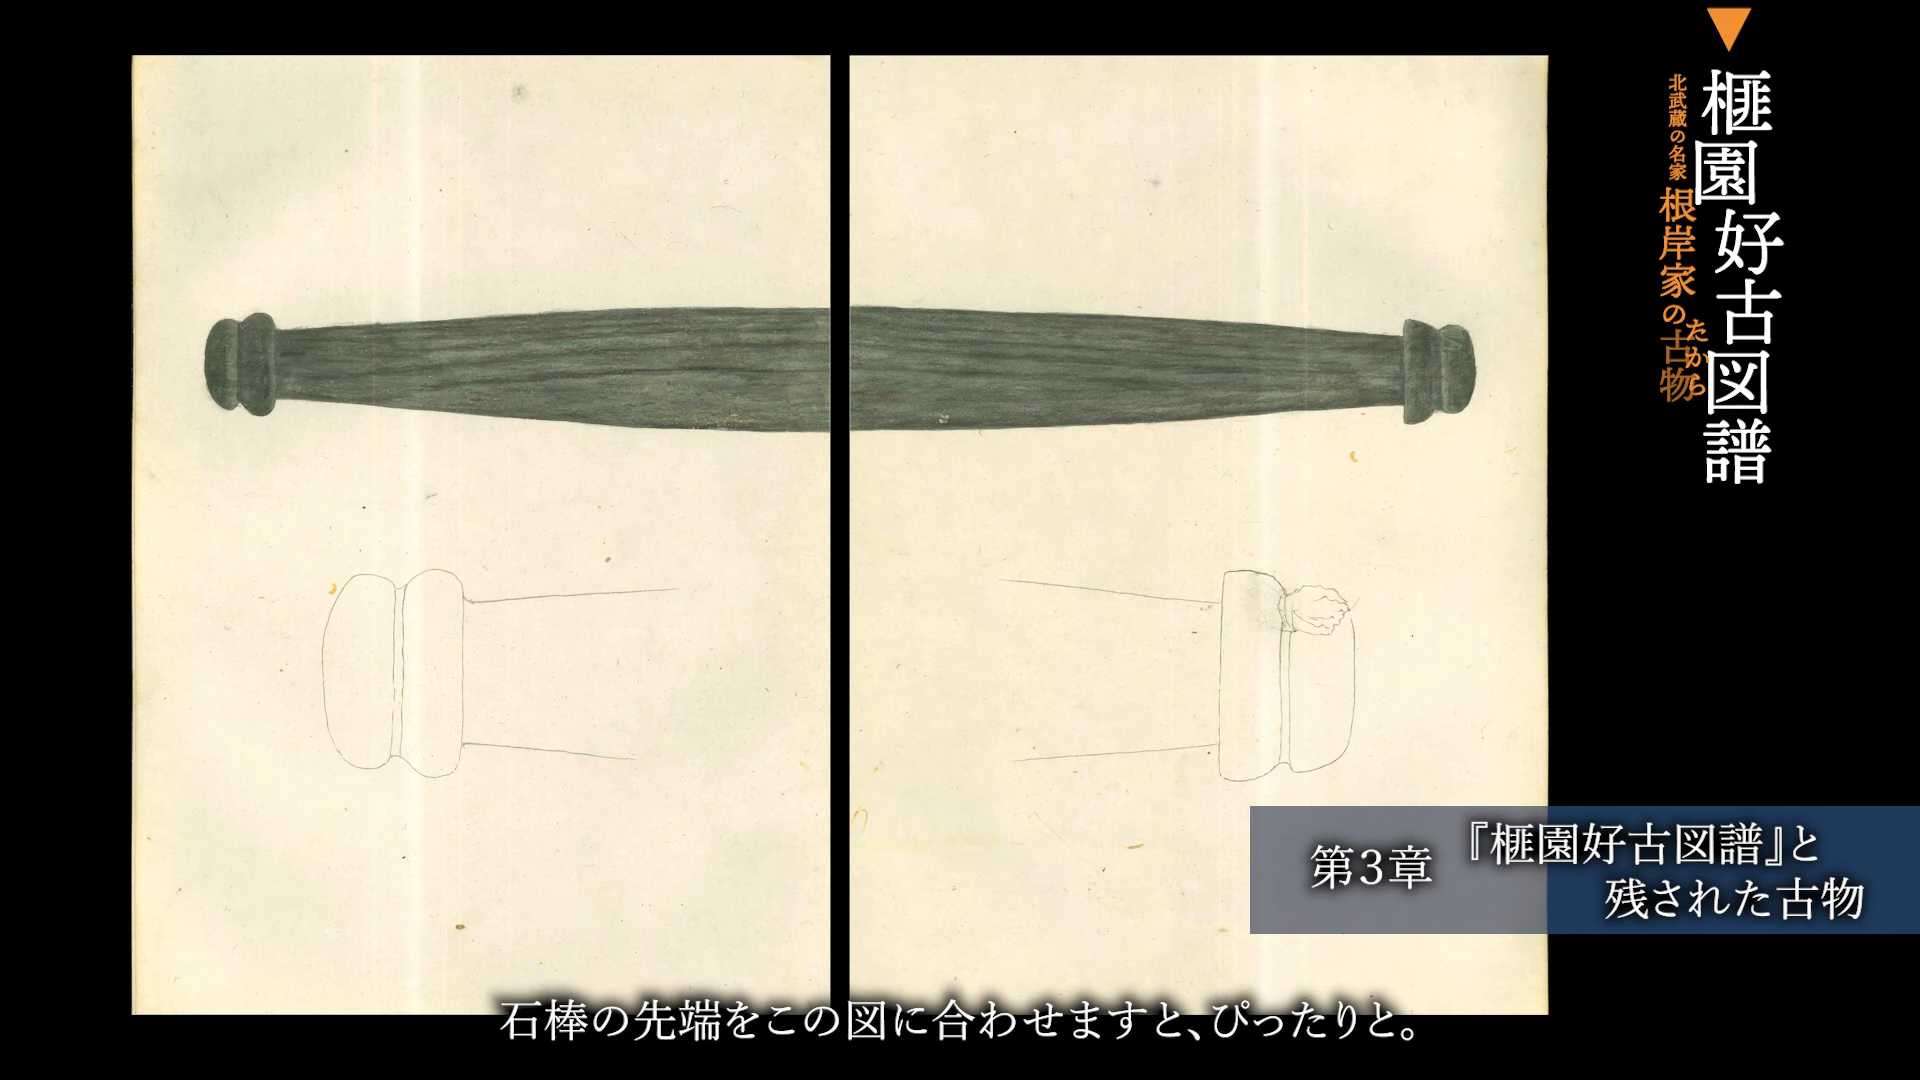 榧園好古図譜
北武蔵の名家 根岸家の古物
たから
第3章
『榧園好古図譜』と
残された古物
石棒の先端をこの図に合わせますと、ぴったりと。